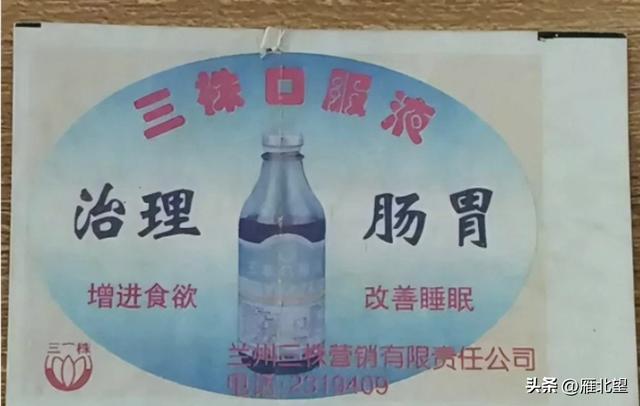 三株口服液
治理 肠胃
增进食欲 改善睡眠
三株
兰州三株营销有限责任公司
电话:2310409
头条 @雁北望